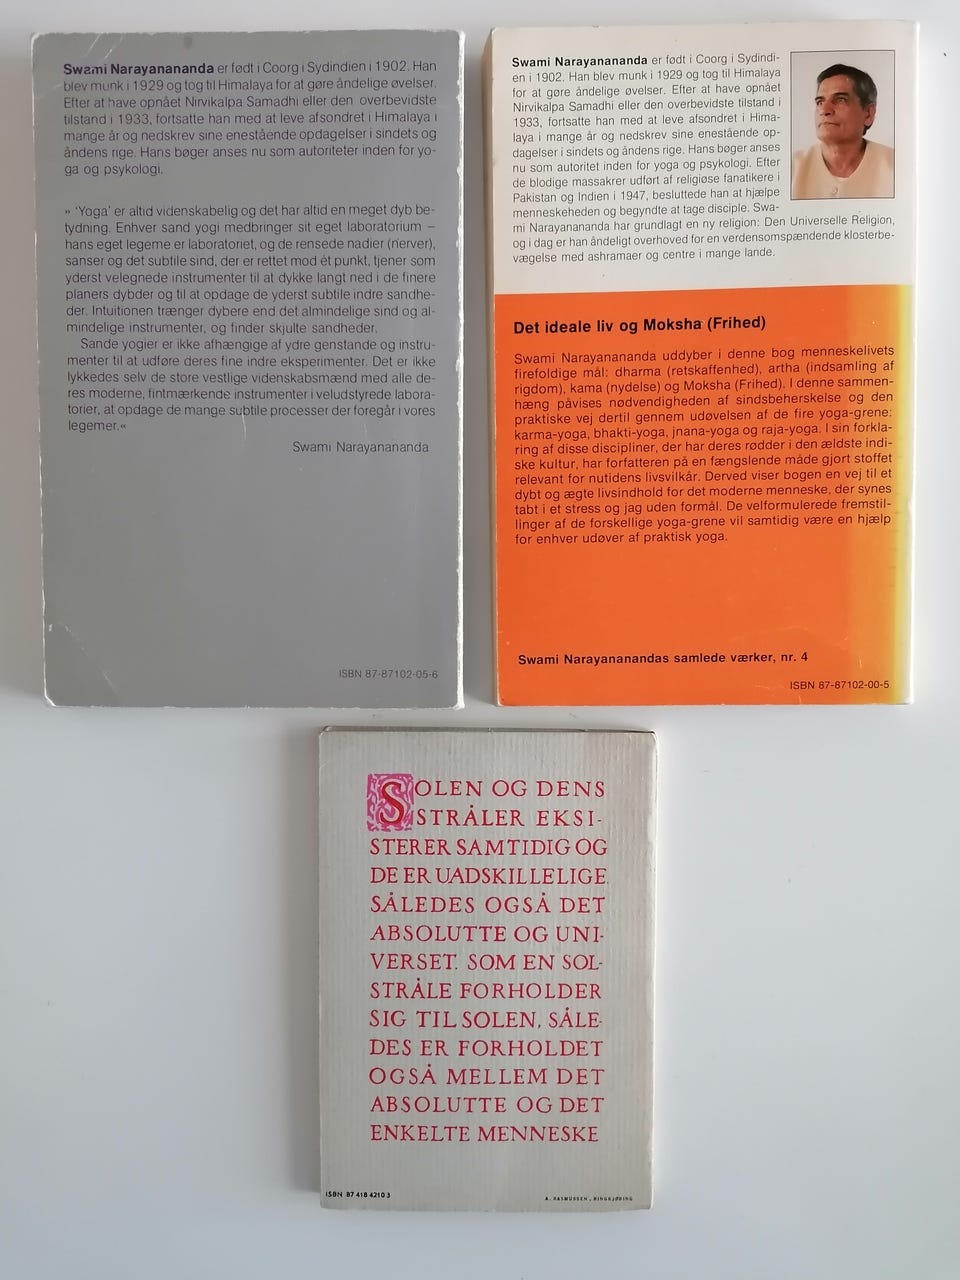 Swami Narayanananda er født i Coorg i Sydindien i 1902. Han
blev munk i 1929 og tog til Himalaya for at gøre åndelige øvelser.
Efter at have opnået Nirvikalpa Samadhi eller den overbevidste
tilstand i 1933, fortsatte han med at leve afsondret i Himalaya i
mange år og nedskrev sine enestående opdagelser i sindets og
åndens rige. Hans bøger anses nu som autoriteter inden for yo-
ga og psykologi.
» 'Yoga' er altid videnskabelig og det har altid en meget dyb be-
tydning. Enhver sand yogi medbringer sit eget laboratorium –
hans eget legeme er laboratoriet, og de rensede nadier (nerver),
sanser og det subtile sind, der er rettet mod ét punkt, tjener som
yderst velegnede instrumenter til at dykke langt ned i de finere
planers dybder og til at opdage de yderst subtile indre sandhe-
der. Intuitionen trænger dybere end det almindelige sind og al-
mindelige instrumenter, og finder skjulte sandheder.
Sande yogier er ikke afhængige af ydre genstande og instru-
menter til at udføre deres fine indre eksperimenter. Det er ikke
lykkedes selv de store vestlige videnskabsmænd med alle de-
res moderne, fintmærkende instrumenter i veludstyrede labora-
torier, at opdage de mange subtile processer der foregår i vores
legemer.«
Swami Narayanananda
ISBN 87-87102-05-6
Swami Narayanananda er født i Coorg i Sydindi-
en i 1902. Han blev munk i 1929 og tog til Himalaya
for at gøre åndelige øvelser. Efter at have opnået
Nirvikalpa Samadhi eller den overbevidste tilstand i
1933, fortsatte han med at leve afsondret i Hima-
laya i mange år og nedskrev sine enestående op-
dagelser i sindets og åndens rige. Hans bøger anses
nu som autoritet inden for yoga og psykologi. Efter
de blodige massakrer udført af religiøse fanatikere i
Pakistan og Indien i 1947, besluttede han at hjælpe
menneskeheden og begyndte at tage disciple. Swa-
mi Narayanananda har grundlagt en ny religion: Den Universelle Religion,
og i dag er han åndeligt overhoved for en verdensomspændende klosterbe-
vægelse med ashramaer og centre i mange lande.
Det ideale liv og Moksha (Frihed)
Swami Narayanananda uddyber i denne bog menneskelivets
firefoldige mål: dharma (retskaffenhed), artha (indsamling af
rigdom), kama (nydelse) og Moksha (Frihed). I denne sammen-
hæng påvises nødvendigheden af sindsbeherskelse og den
praktiske vej dertil gennem udøvelsen af de fire yoga-grene:
karma-yoga, bhakti-yoga, jnana-yoga og raja-yoga. I sin forkla-
ring af disse discipliner, der har deres rødder i den ældste indi-
ske kultur, har forfatteren på en fængslende måde gjort stoffet
relevant for nutidens livsvilkår. Derved viser bogen en vej til et
dybt og ægte livsindhold for det moderne menneske, der synes
tabt i et stress og jag uden formål. De velformulerede fremstil-
linger af de forskellige yoga-grene vil samtidig være en hjælp
for enhver udøver af praktisk yoga.
Swami Narayananandas samlede værker, nr. 4
ISBN 87-87102-00-5
SOLEN OG DENS
STRÅLER EKSI-
STERER SAMTIDIG OG
DE ER UADSKILLELIGE.
SÅLEDES OGSÅ DET
ABSOLUTTE OG UNI-
VERSET. SOM EN SOL-
STRÅLE FORHOLDER
SIG TIL SOLEN, SÅLE-
DES ER FORHOLDET
OGSÅ MELLEM DET
ABSOLUTTE OG DET
ENKELTE MENNESKE
ISBN 87 418 4210 3
A. RASMUSSEN, RINGKJØBING